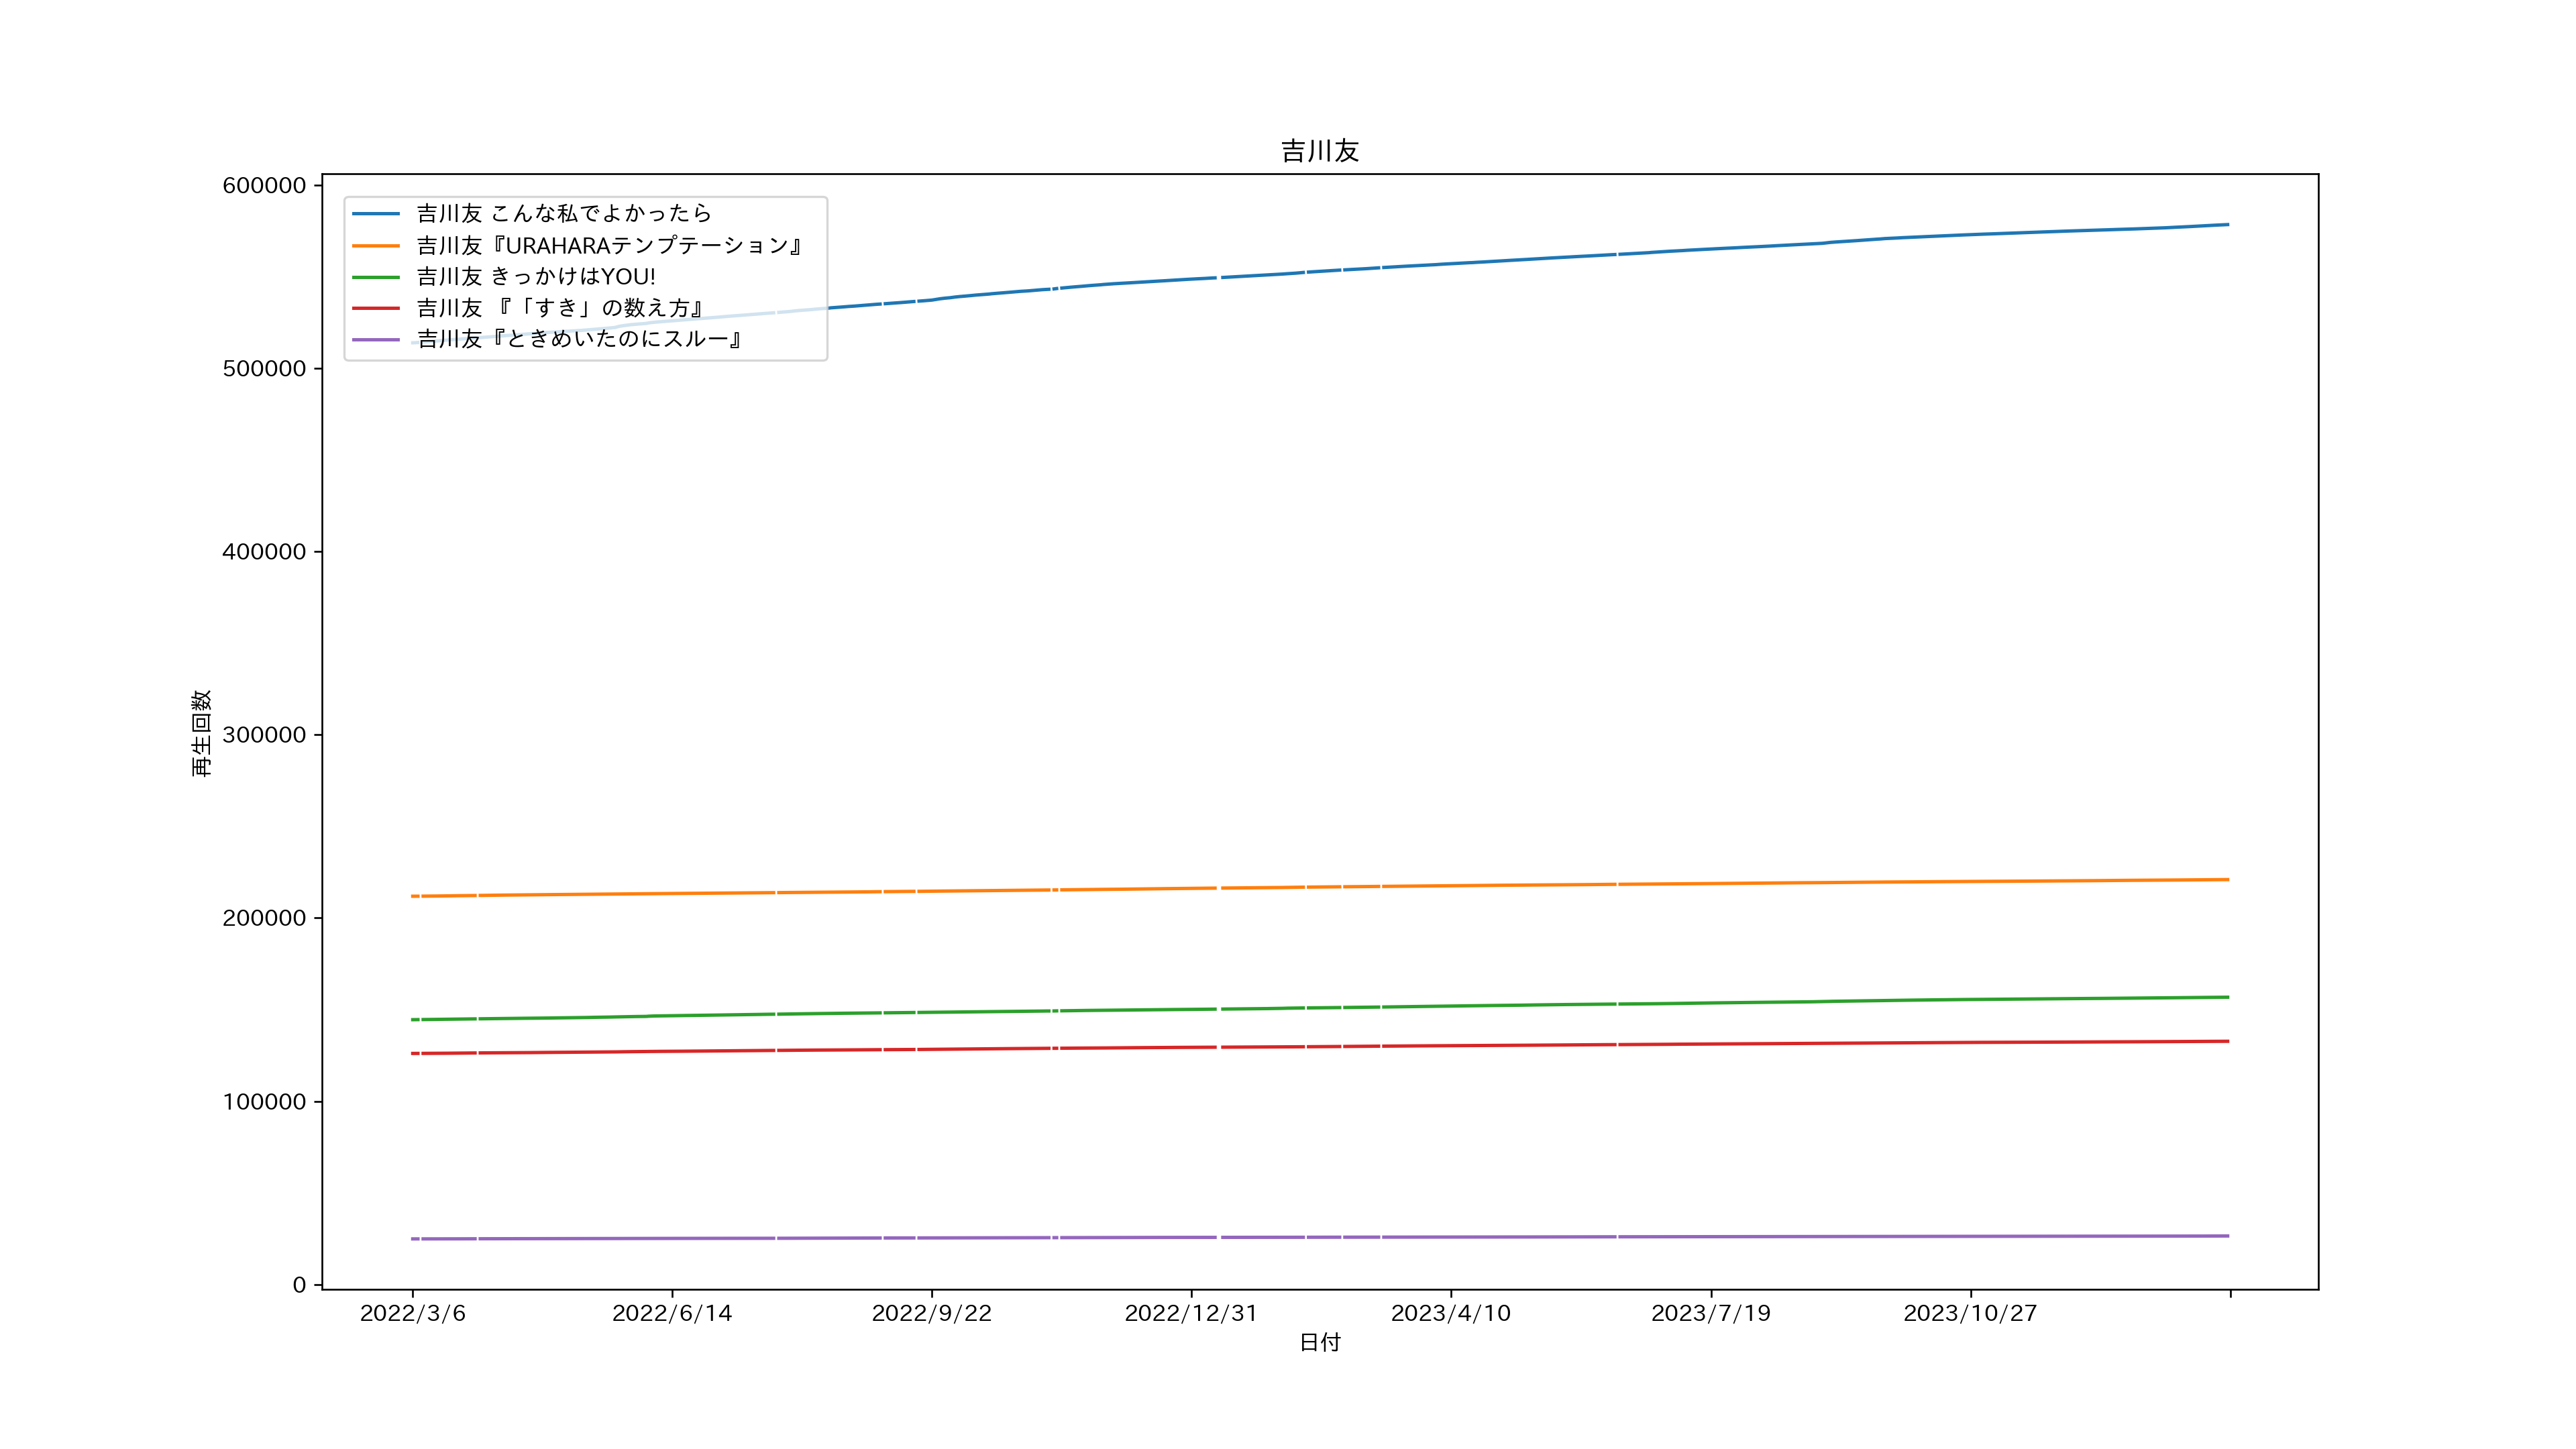 吉川友
600000
500000
400000
300000
200000
100000
0
再生回数
吉川友 こんな私でよかったら
吉川友『URAHARAテンプテーション』
吉川友 きっかけはYOU!
吉川友 『「すき」の数え方』
吉川友『ときめいたのにスルー』
2022/3/6 2022/6/14 2022/9/22 2022/12/31 2023/4/10 2023/7/19 2023/10/27
日付